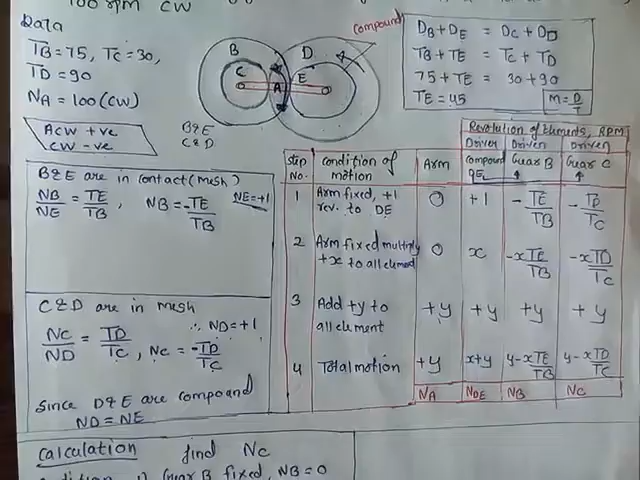 100 rpm CW
Data
TB=75, TC=30,
TD=90
NA = 100(CW)
ACW +ve
CW -ve
B&E
C&D
B
C
A
D
E
compound
DB+DE = DC+DD
TB+TE = TC+TD
75+TE = 30+90
TE=45
m=D/T
B&E are in contact(mesh)
NB/NE = TE/TB, NB=-TE/TB NE=+1
C&D are in mesh
∴ ND=+1
NC/ND = TD/TC, NC = -TD/TC
Since D&E are compound
ND=NE
Revolution of Elements, RPM
Step No. condition of motion Arm Driver compound Driven Gear B Driven Gear C
1 Arm fixed, +1 rev. to DE 0 +1 -TE/TB -TD/TC
2 Arm fixed multiply +x to all element 0 x -xTE/TB -xTD/TC
3 Add +y to all element +y +y +y +y
4 Total motion +y x+y y-xTE/TB y-xTD/TC
NA NDE NB NC
Calculation find NC
Gear B fixed, NB=0